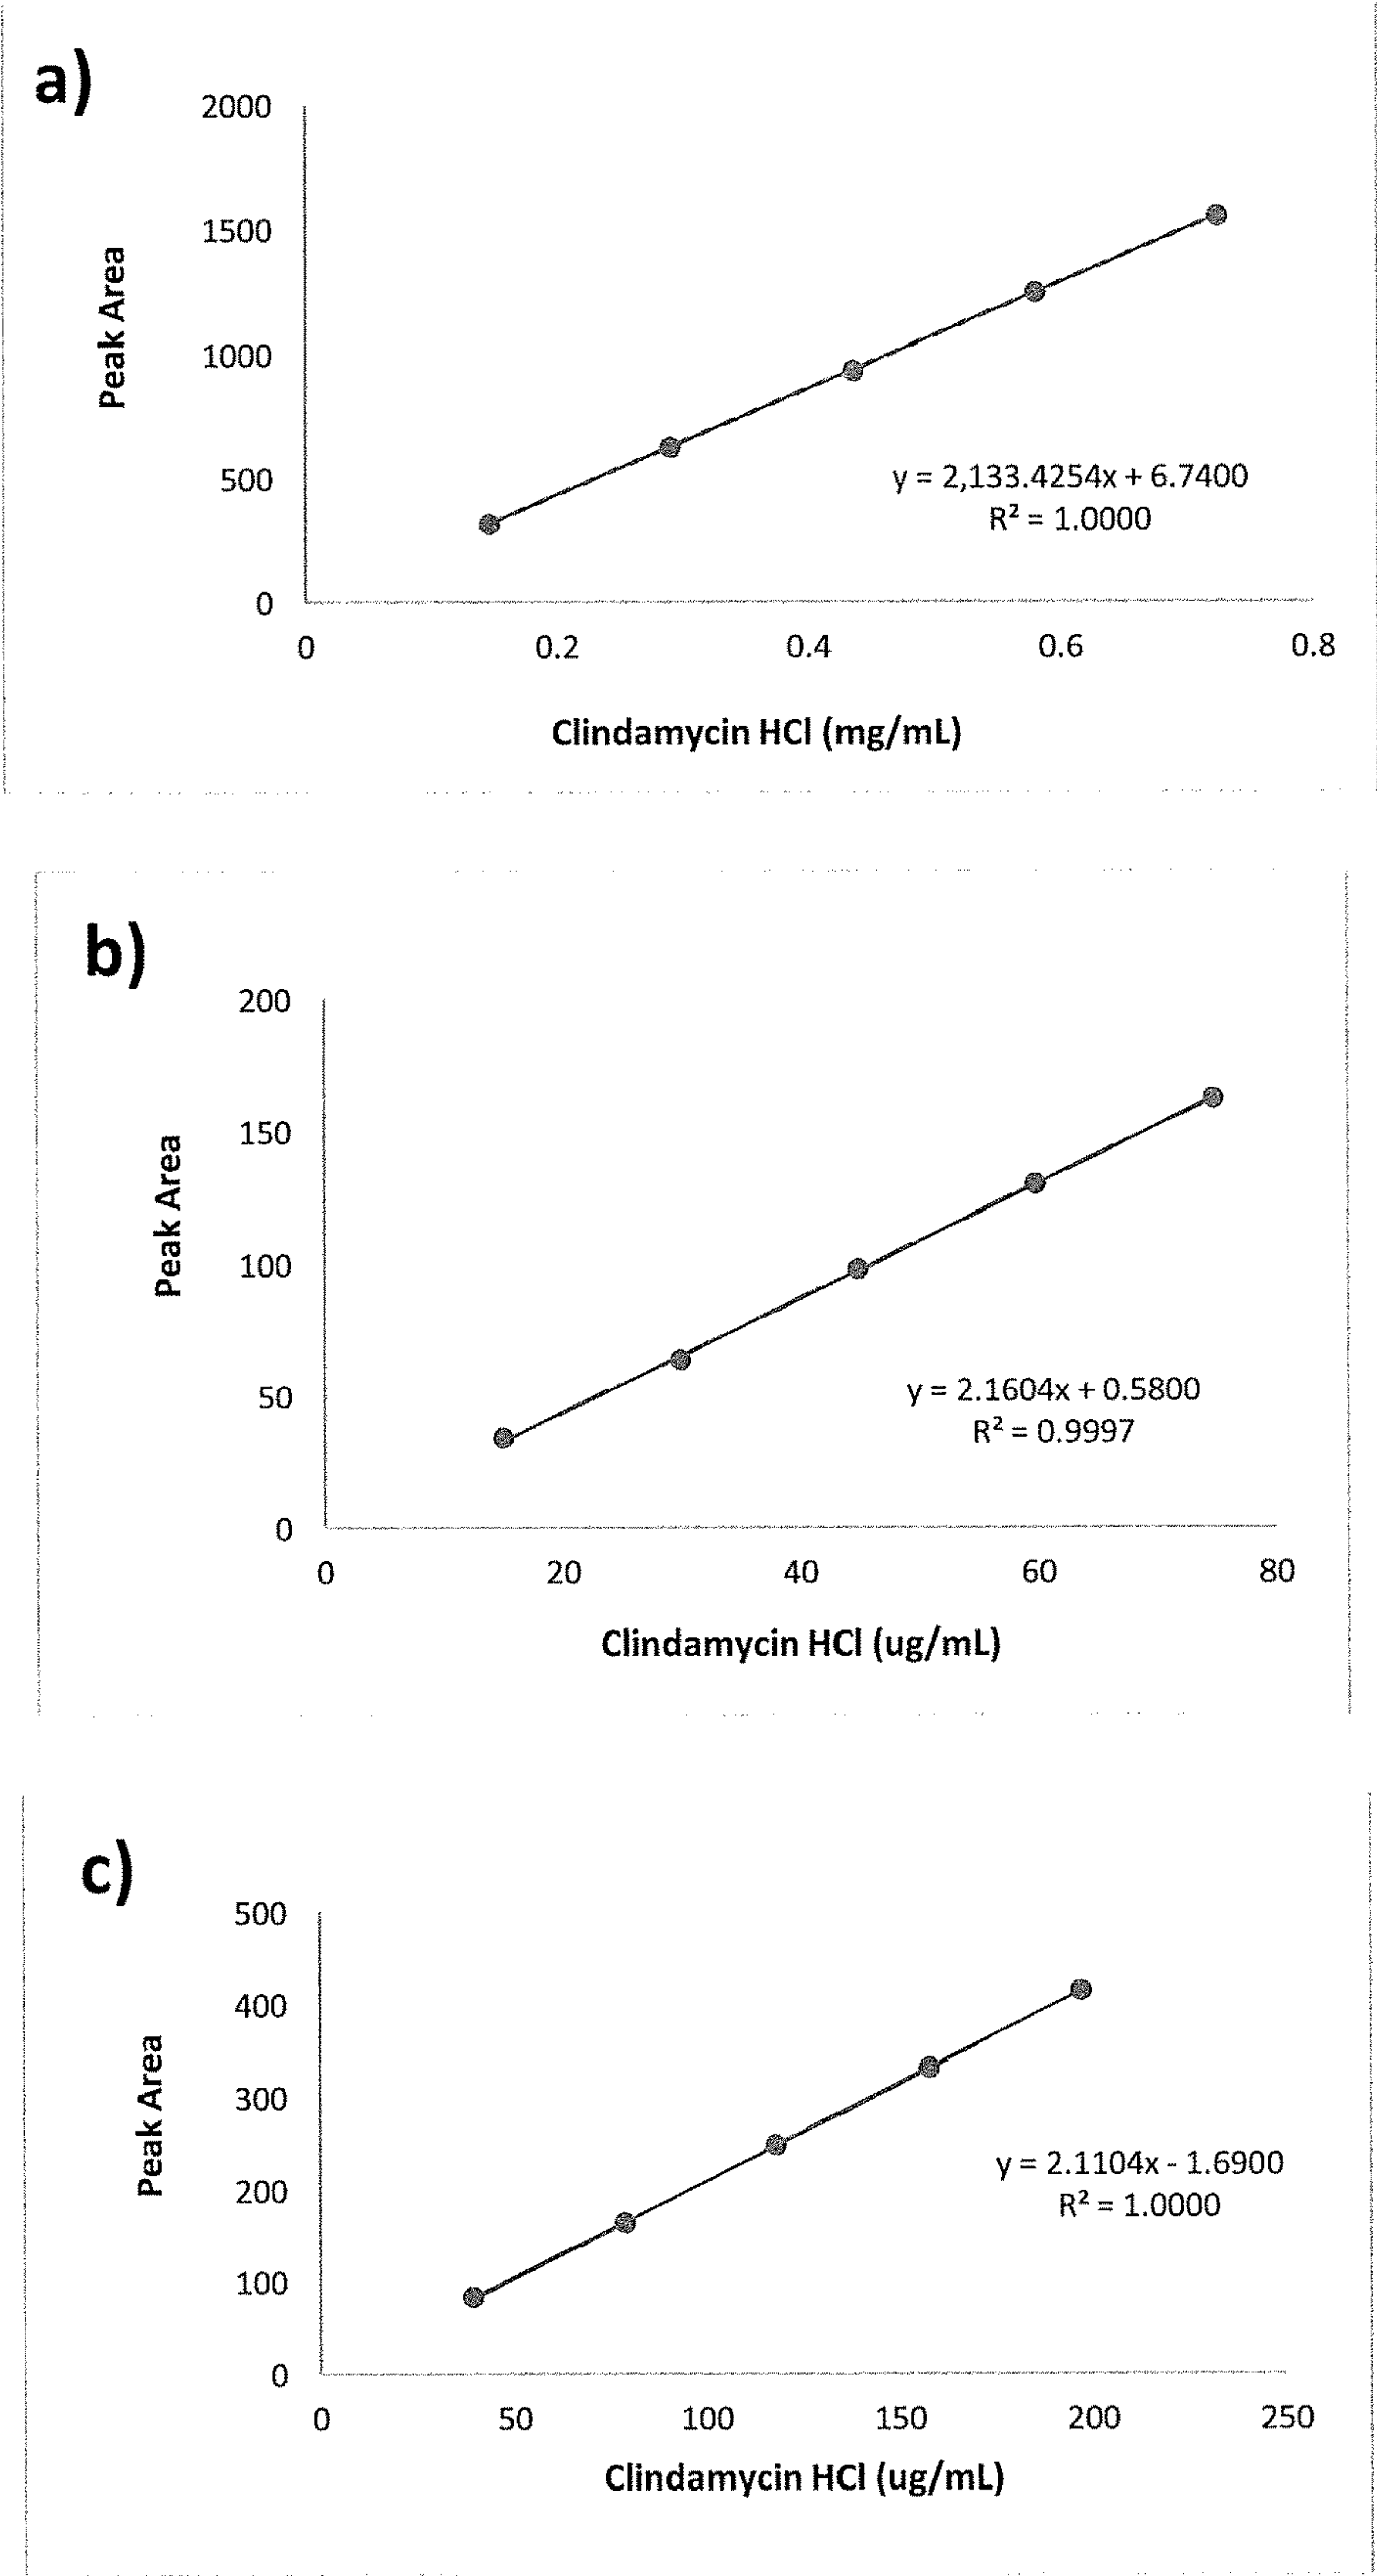 a)
2000
1500
1000
500
0
Peak Area
y = 2,133.4254x + 6.7400
R² = 1.0000
0 0.2 0.4 0.6 0.8
Clindamycin HCl (mg/mL)
b)
200
150
100
50
0
Peak Area
y = 2.1604x + 0.5800
R² = 0.9997
0 20 40 60 80
Clindamycin HCl (ug/mL)
c)
500
400
300
200
100
0
Peak Area
y = 2.1104x - 1.6900
R² = 1.0000
0 50 100 150 200 250
Clindamycin HCl (ug/mL)